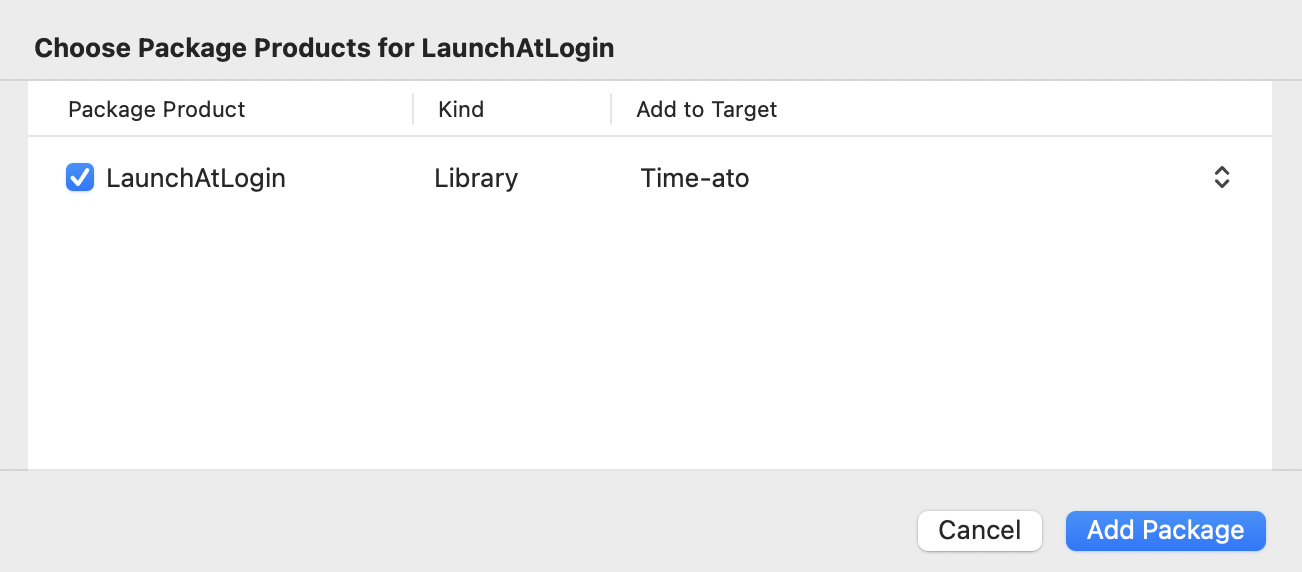 Choose Package Products for LaunchAtLogin
Package Product Kind Add to Target
LaunchAtLogin Library Time-ato
Cancel Add Package